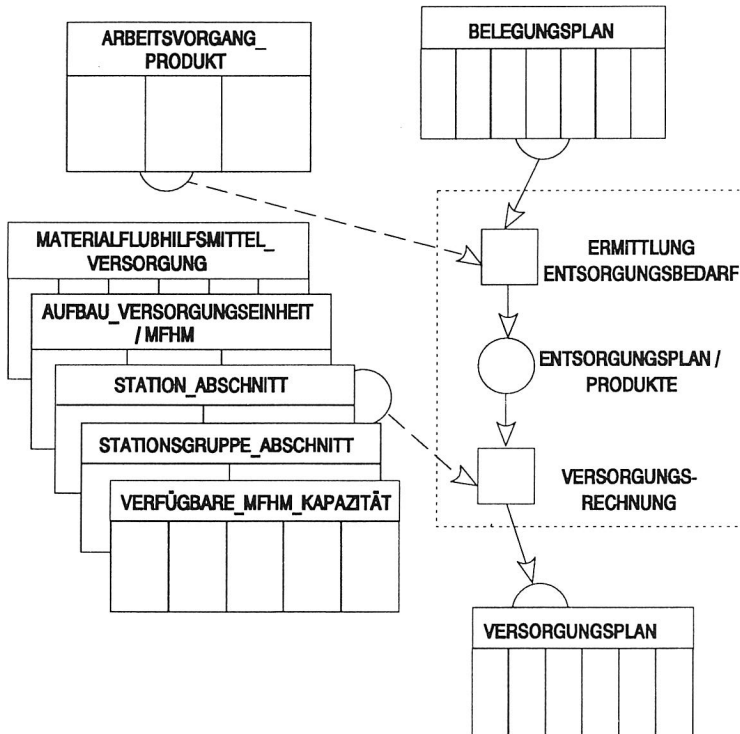 ARBEITSVORGANG_
PRODUKT
BELEGUNGSPLAN
MATERIALFLUßHILFSMITTEL_
VERSORGUNG
AUFBAU_VERSORGUNGSEINHEIT
/ MFHM
STATION_ABSCHNITT
STATIONSGRUPPE_ABSCHNITT
VERFÜGBARE_MFHM_KAPAZITÄT
ERMITTLUNG
ENTSORGUNGSBEDARF
ENTSORGUNGSPLAN /
PRODUKTE
VERSORGUNGS-
RECHNUNG
VERSORGUNGSPLAN